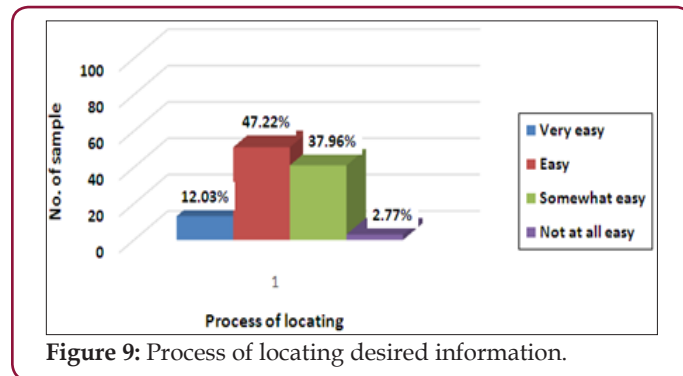 No. of sample
100
80
60
40
20
0
12.03%
47.22%
37.96%
2.77%
1
Process of locating
Very easy
Easy
Somewhat easy
Not at all easy
Figure 9: Process of locating desired information.